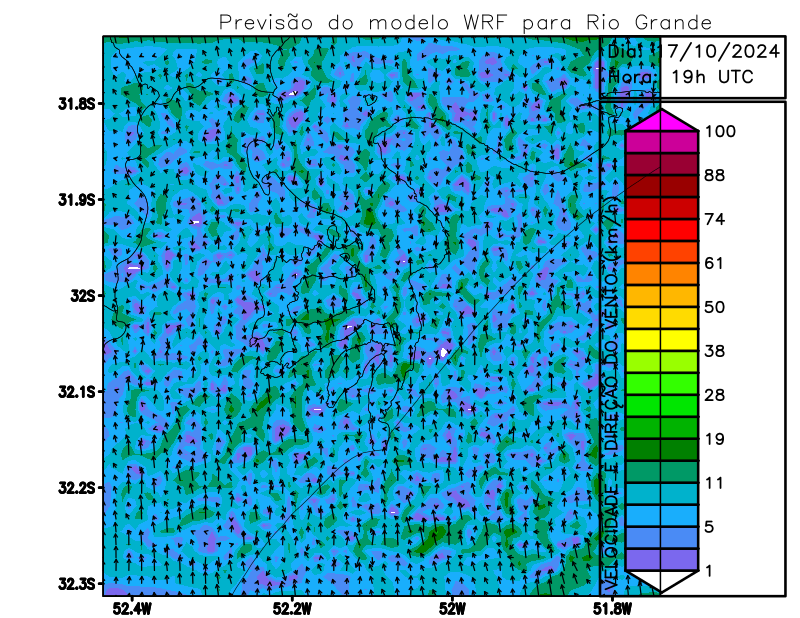 Previsão do modelo WRF para Rio Grande
Dia: 17/10/2024
Hora: 19h UTC
31.8S
31.9S
32S
32.1S
32.2S
32.3S
52.4W
52.2W
52W
51.8W
VELOCIDADE E DIREÇÃO DO VENTO (km/h)
100
88
74
61
50
38
28
19
11
5
1